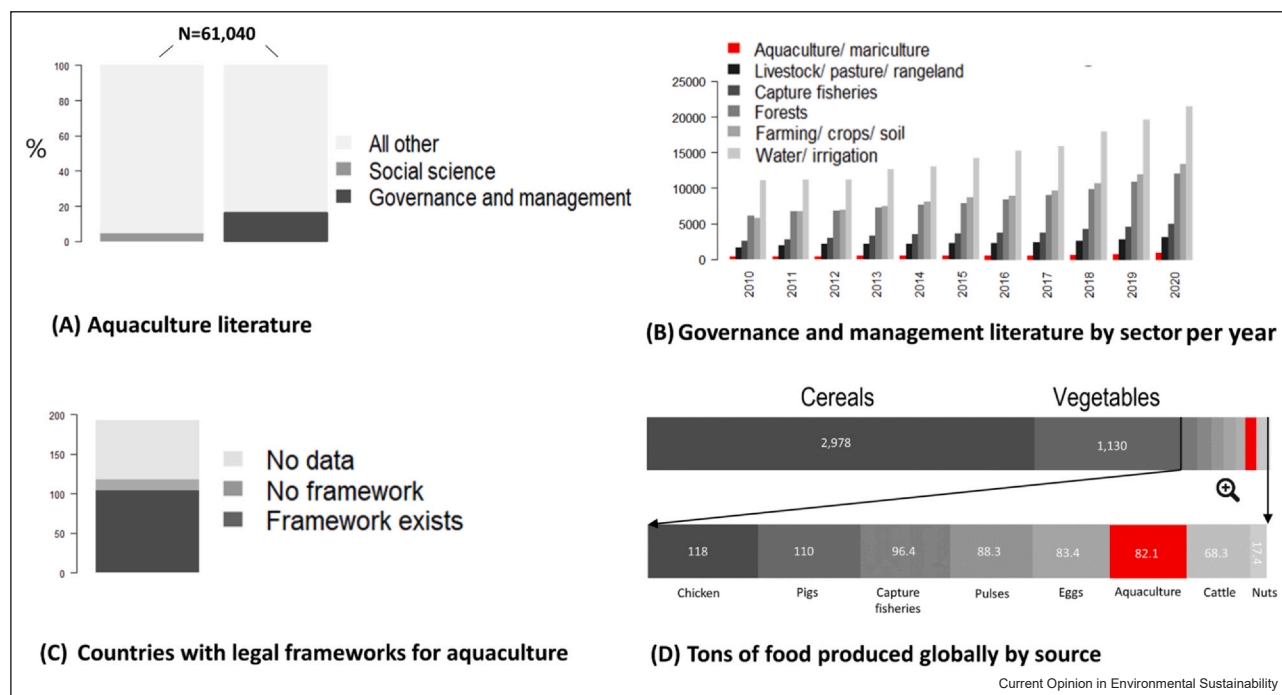 N=61,040
100
80
60
40
20
0
%
All other
Social science
Governance and management
(A) Aquaculture literature
Aquaculture/ mariculture
Livestock/ pasture/ rangeland
Capture fisheries
Forests
Farming/ crops/ soil
Water/ irrigation
25000
20000
15000
10000
5000
0
2010
2011
2012
2013
2014
2015
2016
2017
2018
2019
2020
(B) Governance and management literature by sector per year
200
150
100
50
0
No data
No framework
Framework exists
(C) Countries with legal frameworks for aquaculture
Cereals Vegetables
2,978 1,130
118 110 96.4 88.3 83.4 82.1 68.3 17.4
Chicken Pigs Capture fisheries Pulses Eggs Aquaculture Cattle Nuts
(D) Tons of food produced globally by source
Current Opinion in Environmental Sustainability